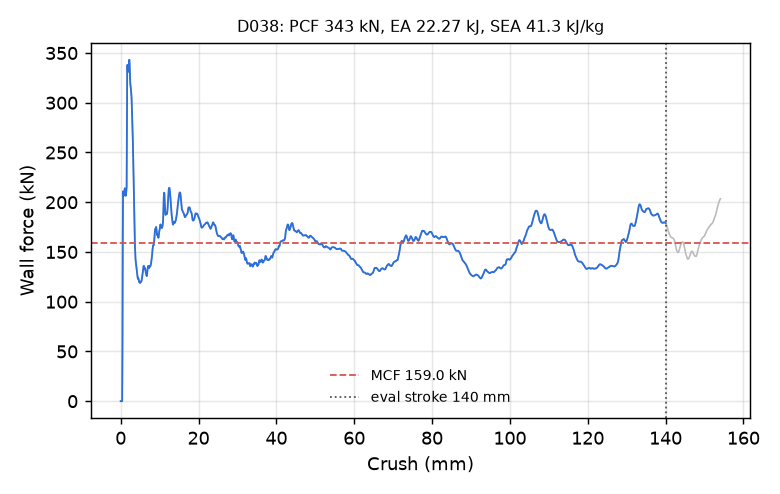 D038: PCF 343 kN, EA 22.27 kJ, SEA 41.3 kJ/kg
350
300
250
200
150
100
50
0
Wall force (kN)
MCF 159.0 kN
eval stroke 140 mm
0 20 40 60 80 100 120 140 160
Crush (mm)